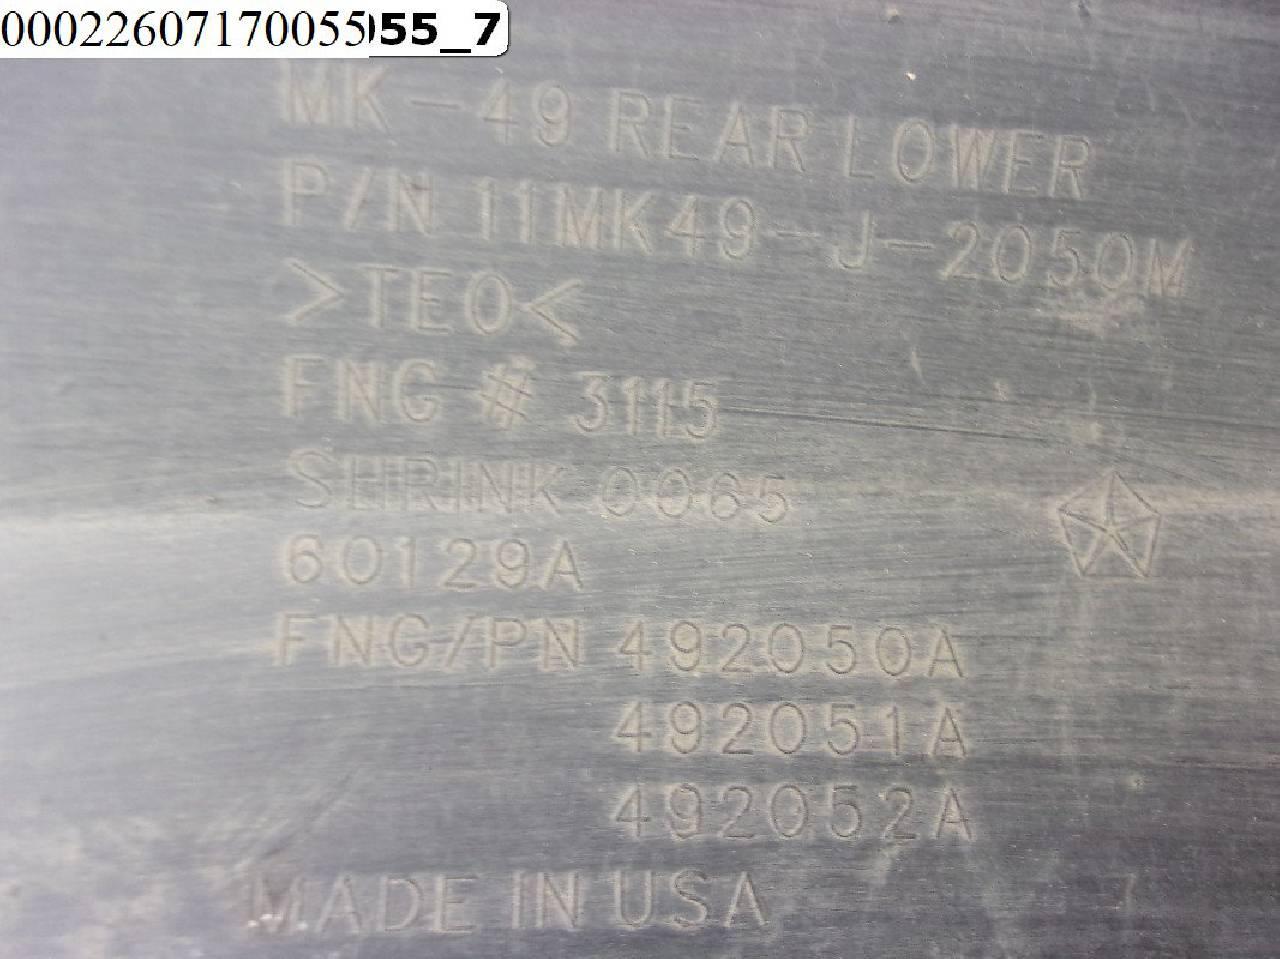 00022607170055055_7
MK-49 REAR LOWER
P/N 11MK49-J-2050M
>TEO<
FNG # 3115
SHRINK 0065
60129A
FNG/PN 492050A
492051A
492052A
MADE IN USA